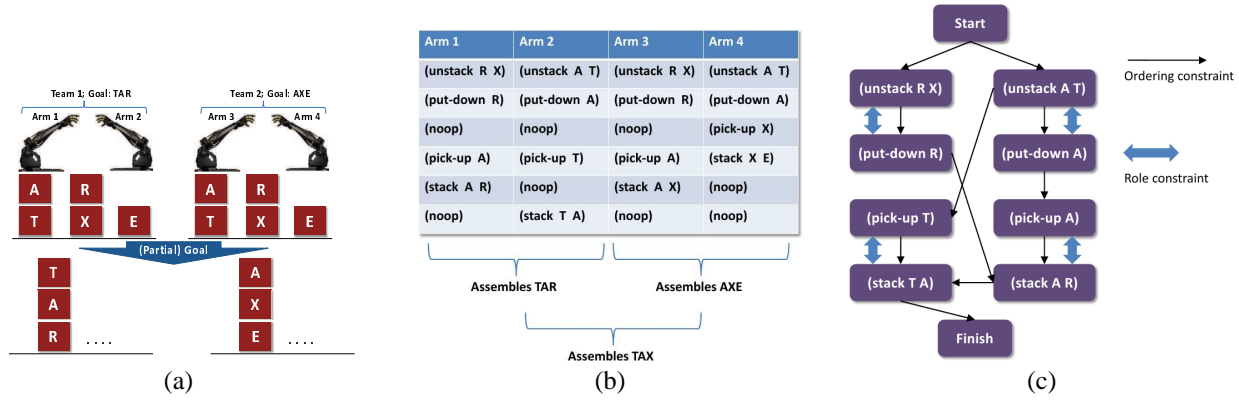 Team 1; Goal: TAR
Team 2; Goal: AXE
Arm 1
Arm 2
Arm 3
Arm 4
A R
T X E
A R
T X E
(Partial) Goal
T
A
R ....
A
X
E ....
(a)
Arm 1 Arm 2 Arm 3 Arm 4
(unstack R X) (unstack A T) (unstack R X) (unstack A T)
(put-down R) (put-down A) (put-down R) (put-down A)
(noop) (noop) (noop) (pick-up X)
(pick-up A) (pick-up T) (pick-up A) (stack X E)
(stack A R) (noop) (stack A X) (noop)
(noop) (stack T A) (noop) (noop)
Assembles TAR
Assembles AXE
Assembles TAX
(b)
Start
(unstack R X)
(unstack A T)
(put-down R)
(put-down A)
(pick-up T)
(pick-up A)
(stack T A)
(stack A R)
Finish
Ordering constraint
Role constraint
(c)